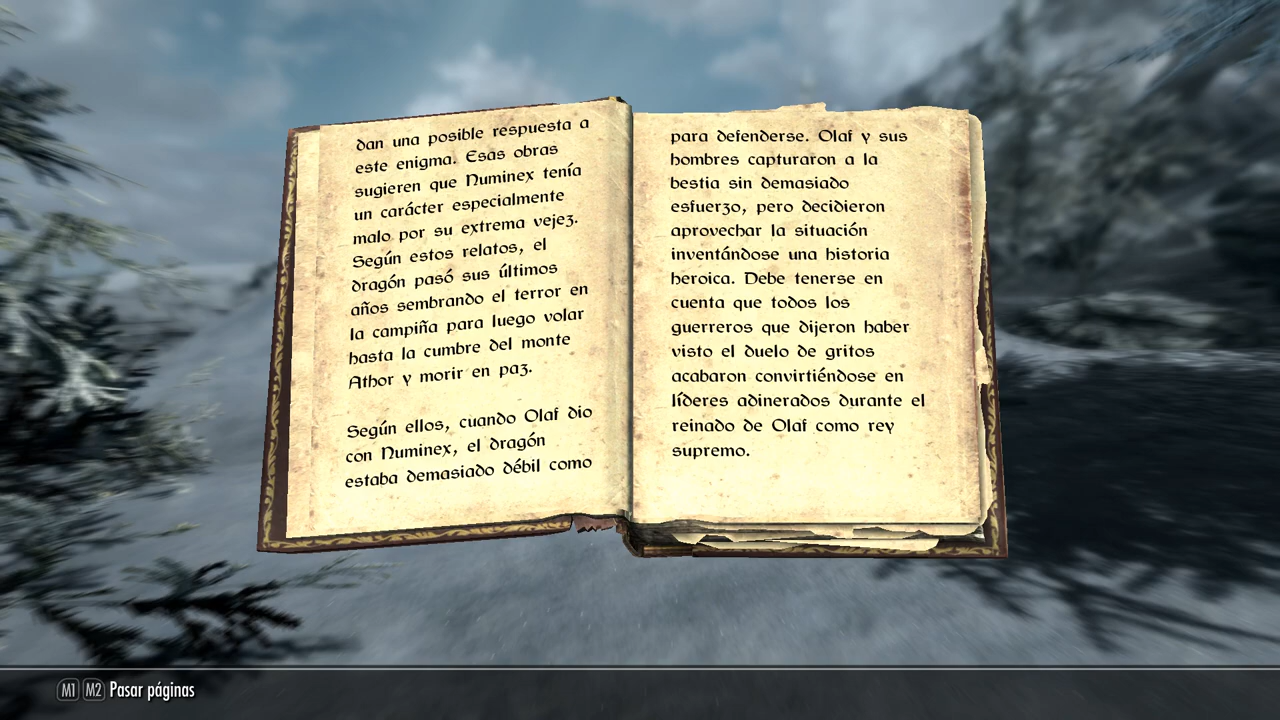 dan una posible respuesta a
este enigma. Esas obras
sugieren que Numinex tenía
un carácter especialmente
malo por su extrema vejez.
Según estos relatos, el
dragón pasó sus últimos
años sembrando el terror en
la campiña para luego volar
hasta la cumbre del monte
Athor y morir en paz.
Según ellos, cuando Olaf dio
con Numinex, el dragón
estaba demasiado débil como
para defenderse. Olaf y sus
hombres capturaron a la
bestia sin demasiado
esfuerzo, pero decidieron
aprovechar la situación
inventándose una historia
heroica. Debe tenerse en
cuenta que todos los
guerreros que dijeron haber
visto el duelo de gritos
acabaron convirtiéndose en
líderes adinerados durante el
reinado de Olaf como rey
supremo.
M1 M2 Pasar páginas